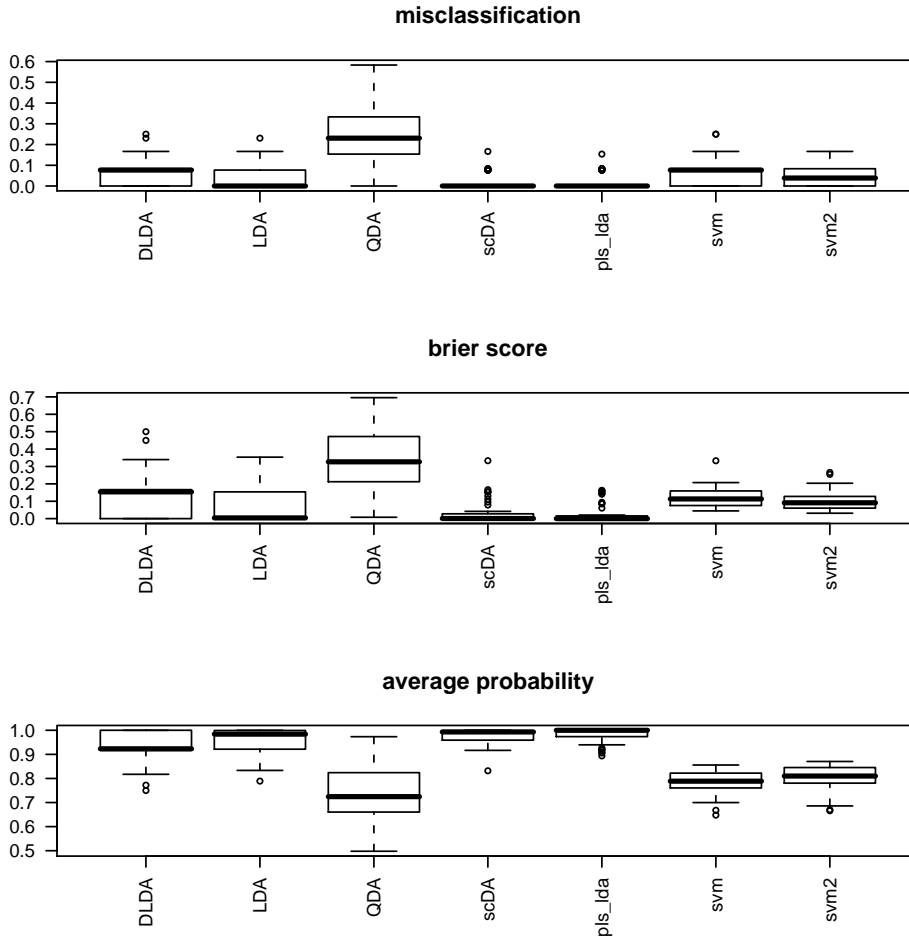 misclassification
0.6
0.5
0.4
0.3
0.2
0.1
0.0
DLDA
LDA
QDA
scDA
pls_lda
svm
svm2
brier score
0.7
0.6
0.5
0.4
0.3
0.2
0.1
0.0
DLDA
LDA
QDA
scDA
pls_lda
svm
svm2
average probability
1.0
0.9
0.8
0.7
0.6
0.5
DLDA
LDA
QDA
scDA
pls_lda
svm
svm2